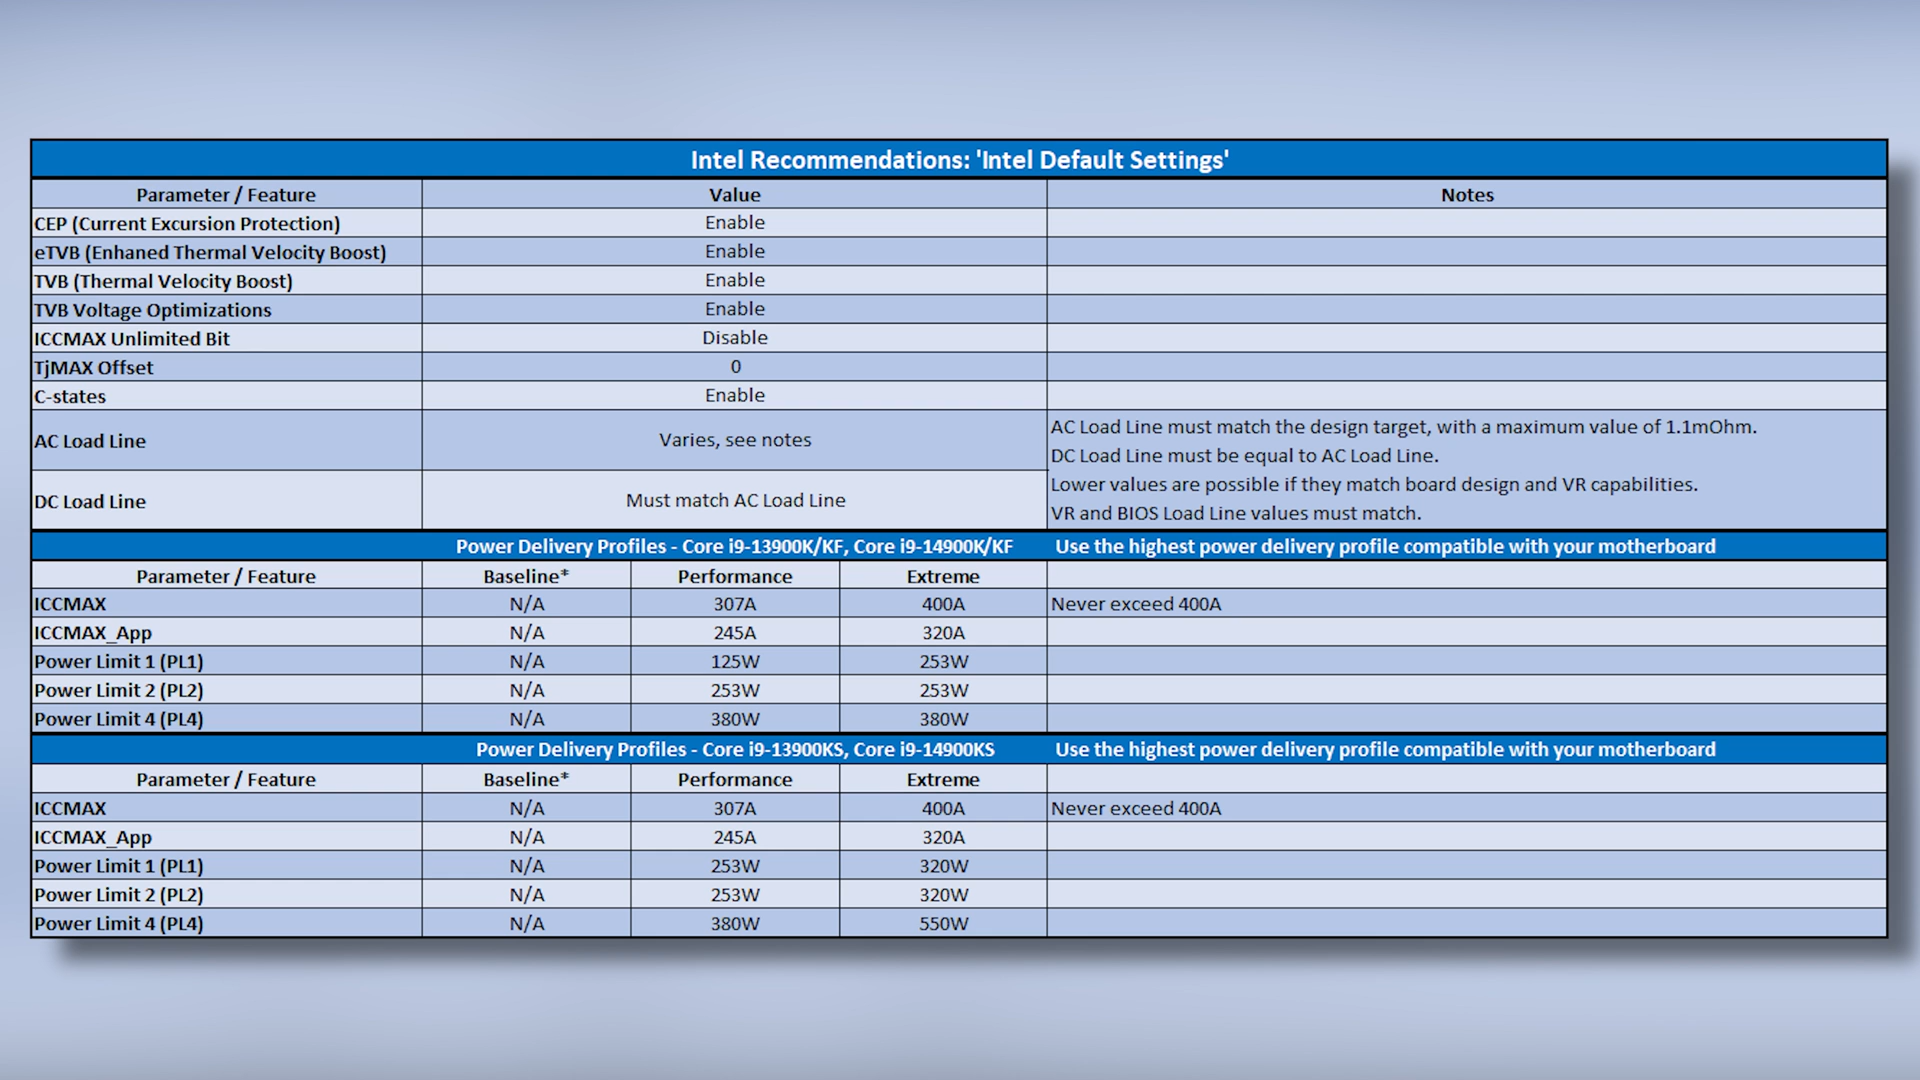 Intel Recommendations: 'Intel Default Settings'
Parameter / Feature Value Notes
CEP (Current Excursion Protection) Enable
eTVB (Enhaned Thermal Velocity Boost) Enable
TVB (Thermal Velocity Boost) Enable
TVB Voltage Optimizations Enable
ICCMAX Unlimited Bit Disable
TjMAX Offset 0
C-states Enable
AC Load Line Varies, see notes
AC Load Line must match the design target, with a maximum value of 1.1mOhm.
DC Load Line must be equal to AC Load Line.
DC Load Line Must match AC Load Line
Lower values are possible if they match board design and VR capabilities.
VR and BIOS Load Line values must match.
Power Delivery Profiles - Core i9-13900K/KF, Core i9-14900K/KF Use the highest power delivery profile compatible with your motherboard
Parameter / Feature Baseline* Performance Extreme
ICCMAX N/A 307A 400A Never exceed 400A
ICCMAX_App N/A 245A 320A
Power Limit 1 (PL1) N/A 125W 253W
Power Limit 2 (PL2) N/A 253W 253W
Power Limit 4 (PL4) N/A 380W 380W
Power Delivery Profiles - Core i9-13900KS, Core i9-14900KS Use the highest power delivery profile compatible with your motherboard
Parameter / Feature Baseline* Performance Extreme
ICCMAX N/A 307A 400A Never exceed 400A
ICCMAX_App N/A 245A 320A
Power Limit 1 (PL1) N/A 253W 320W
Power Limit 2 (PL2) N/A 253W 320W
Power Limit 4 (PL4) N/A 380W 550W